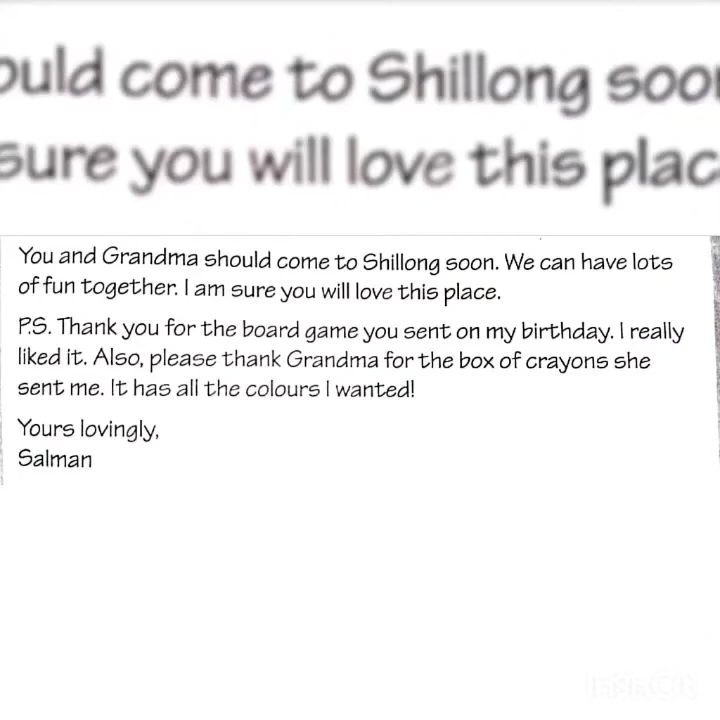 ould come to Shillong soo
sure you will love this plac
You and Grandma should come to Shillong soon. We can have lots
of fun together. I am sure you will love this place.
P.S. Thank you for the board game you sent on my birthday. I really
liked it. Also, please thank Grandma for the box of crayons she
sent me. It has all the colours I wanted!
Yours lovingly,
Salman